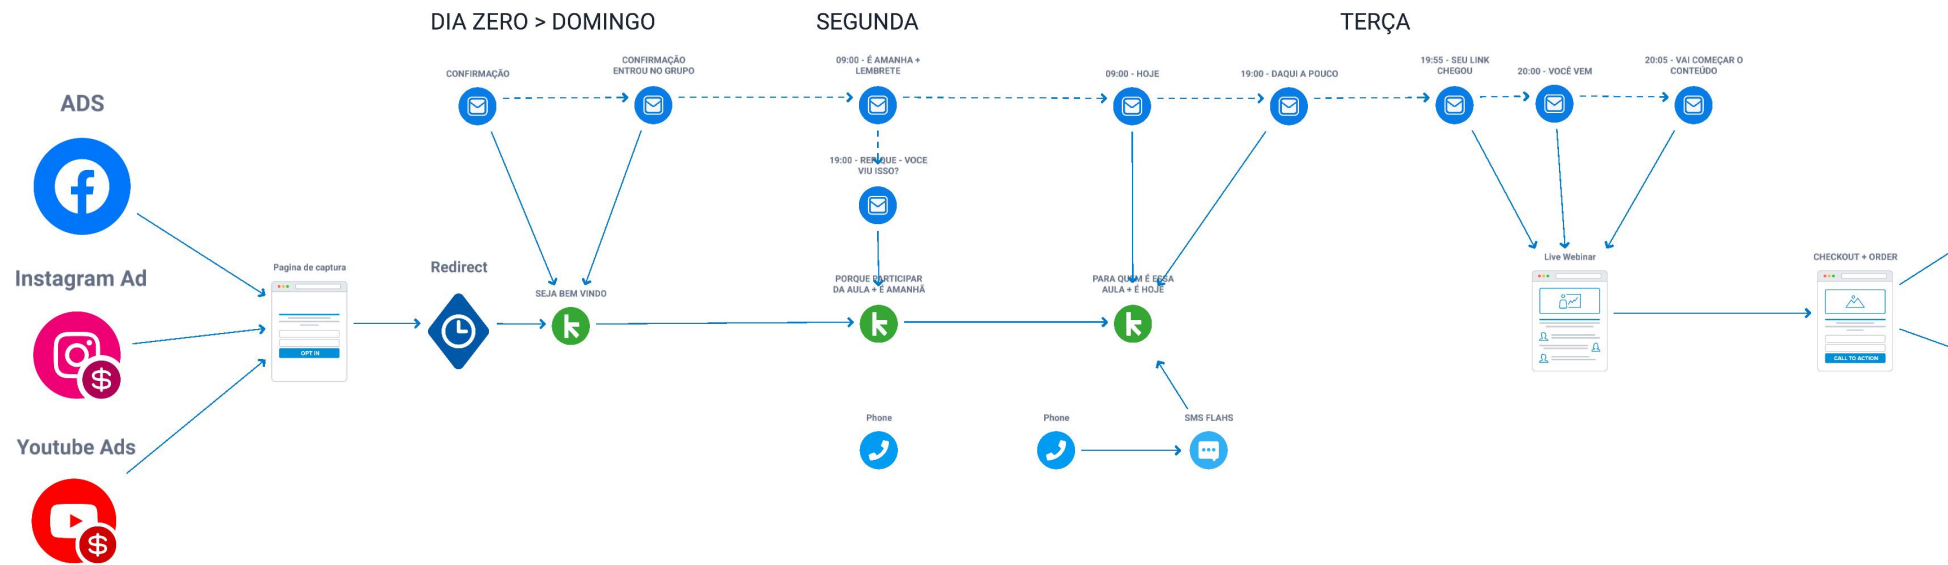 DIA ZERO > DOMINGO
SEGUNDA
TERÇA
ADS
Instagram Ad
Youtube Ads
Pagina de captura
OPT IN
Redirect
CONFIRMAÇÃO
CONFIRMAÇÃO
ENTROU NO GRUPO
SEJA BEM VINDO
09:00 - É AMANHA +
LEMBRETE
19:00 - REPIQUE - VOCE
VIU ISSO?
PORQUE PARTICIPAR
DA AULA + É AMANHÃ
Phone
09:00 - HOJE
19:00 - DAQUI A POUCO
PARA QUEM É ESSA
AULA + É HOJE
Phone
SMS FLAHS
19:55 - SEU LINK
CHEGOU
20:00 - VOCÊ VEM
20:05 - VAI COMEÇAR O
CONTEÚDO
Live Webinar
CHECKOUT + ORDER
CALL TO ACTION